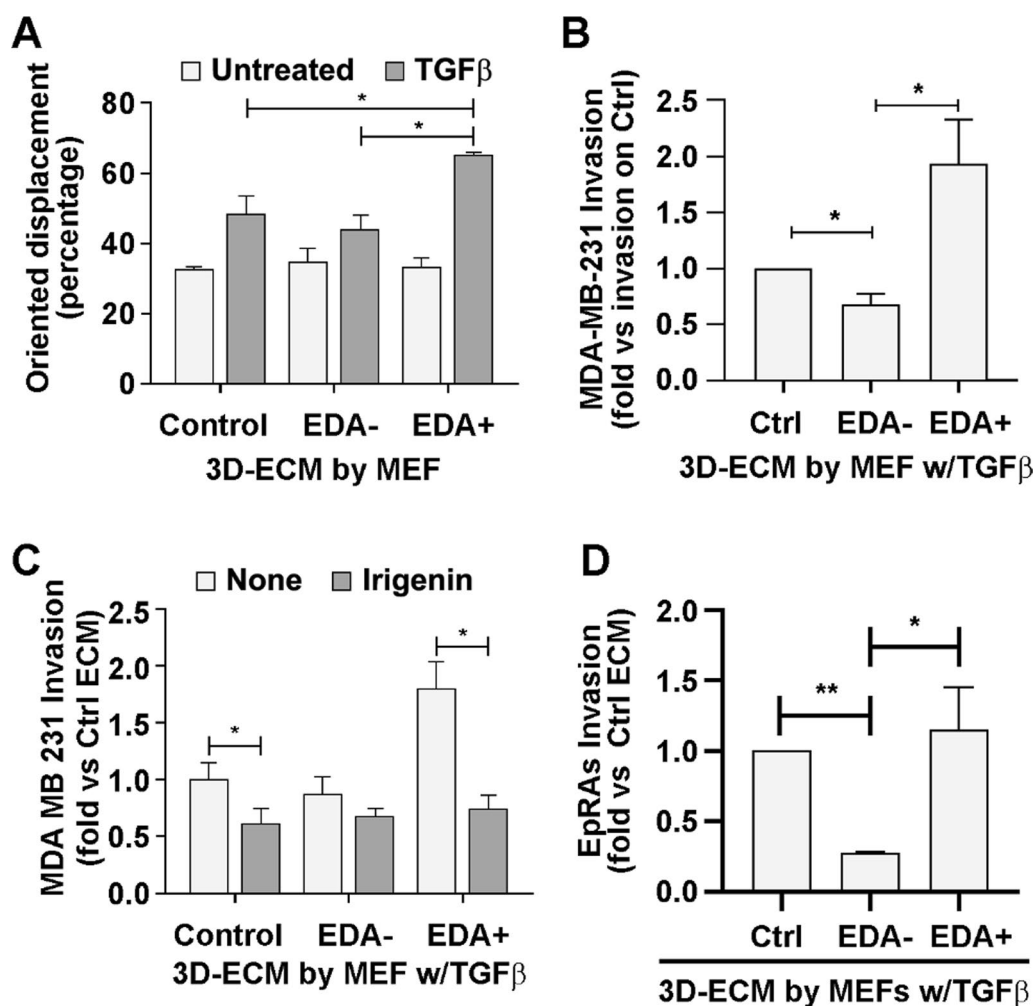 A
Untreated TGFβ
Oriented displacement
(percentage)
80
60
40
20
0
*
*
Control EDA- EDA+
3D-ECM by MEF
B
MDA-MB-231 Invasion
(fold vs invasion on Ctrl)
2.5
2.0
1.5
1.0
0.5
0.0
*
*
Ctrl EDA- EDA+
3D-ECM by MEF w/TGFβ
C
None Irigenin
MDA MB 231 Invasion
(fold vs Ctrl ECM)
2.5
2.0
1.5
1.0
0.5
0.0
*
*
Control EDA- EDA+
3D-ECM by MEF w/TGFβ
D
EpRAs Invasion
(fold vs Ctrl ECM)
2.0
1.5
1.0
0.5
0.0
*
**
Ctrl EDA- EDA+
3D-ECM by MEFs w/TGFβ